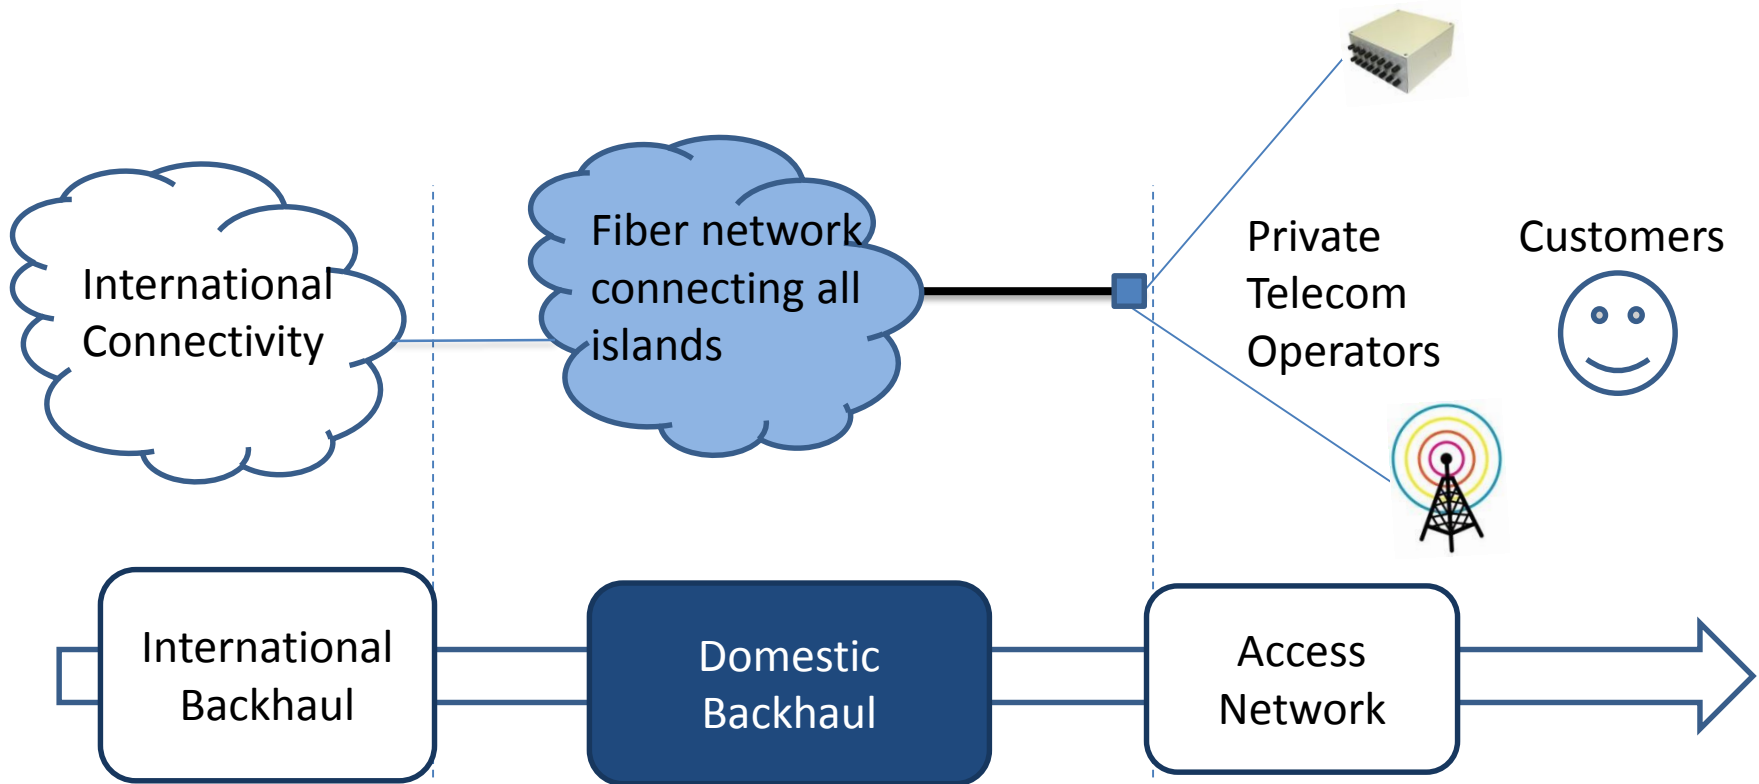 International
Connectivity
Fiber network
connecting all
islands
Private
Telecom
Operators
Customers
International
Backhaul
Domestic
Backhaul
Access
Network